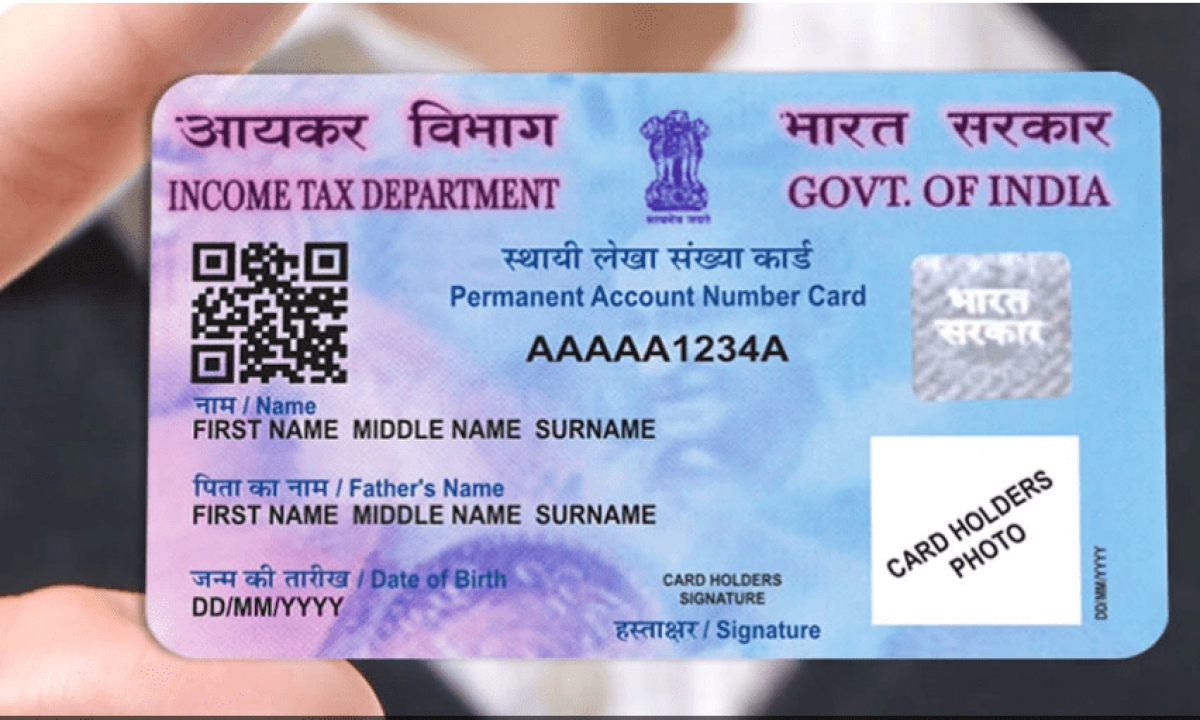 आयकर विभाग
INCOME TAX DEPARTMENT
भारत सरकार
GOVT. OF INDIA
सत्यमेव जयते
स्थायी लेखा संख्या कार्ड
Permanent Account Number Card
AAAAA1234A
भारत
सरकार
नाम / Name
FIRST NAME MIDDLE NAME SURNAME
पिता का नाम / Father's Name
FIRST NAME MIDDLE NAME SURNAME
जन्म की तारीख / Date of Birth
DD/MM/YYYY
CARD HOLDERS
SIGNATURE
हस्ताक्षर / Signature
CARD HOLDERS
PHOTO
DD/MM/YYYY